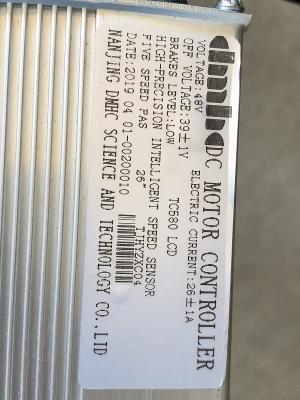 dmhc DC MOTOR CONTROLLER
VOLTAGE:48V ELECTRIC CURRENT:26±1A
OFF VOLTAGE:39±1V
BRAKES LEVEL:LOW TC580 LCD
HIGH-PRECISION INTELLIGENT SPEED SENSOR
FIVE SPEED PAS 26" TJHYZXC04
DATE:2019 04 01-00200010
NANJING DMHC SCIENCE AND TECHNOLOGY CO.,LTD